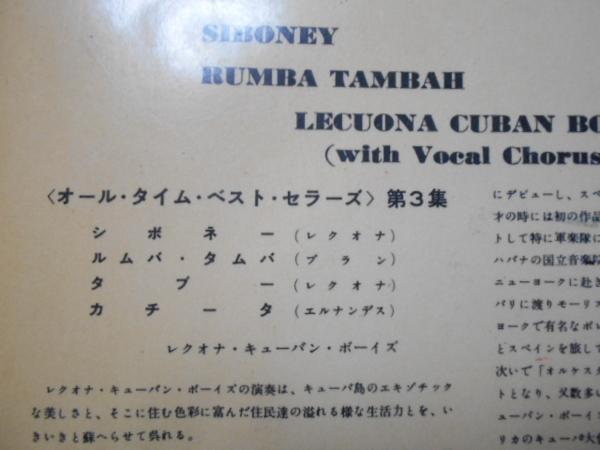 SIBONEY
RUMBA TAMBAH
LECUONA CUBAN BO
(with Vocal Chorus
〈オール・タイム・ベスト・セラーズ〉第3集
シボネー(レクオナ)
ルムバ・タムバ(ブラン)
タブー(レクオナ)
カチータ(エルナンデス)
レクオナ・キューバン・ボーイズ
レクオナ・キューバン・ボーイズの演奏は、キューバ島のエキゾチック
な美しさと、そこに住む色彩に富んだ住民達の溢れる様な生活力とを、い
きいきと蘇へらせて呉れる。
にデビューし、スペ
才の時には初の作品
トして特に軍楽隊に
ハバナの国立音楽院
ニューヨークに赴き
パリに渡りモーリス
ヨークで有名なボレ
とスペインを旅して
次いで「オルケスタ
トとなり、又数多い
ューバン・ボーイズ
リカのキューバ大使